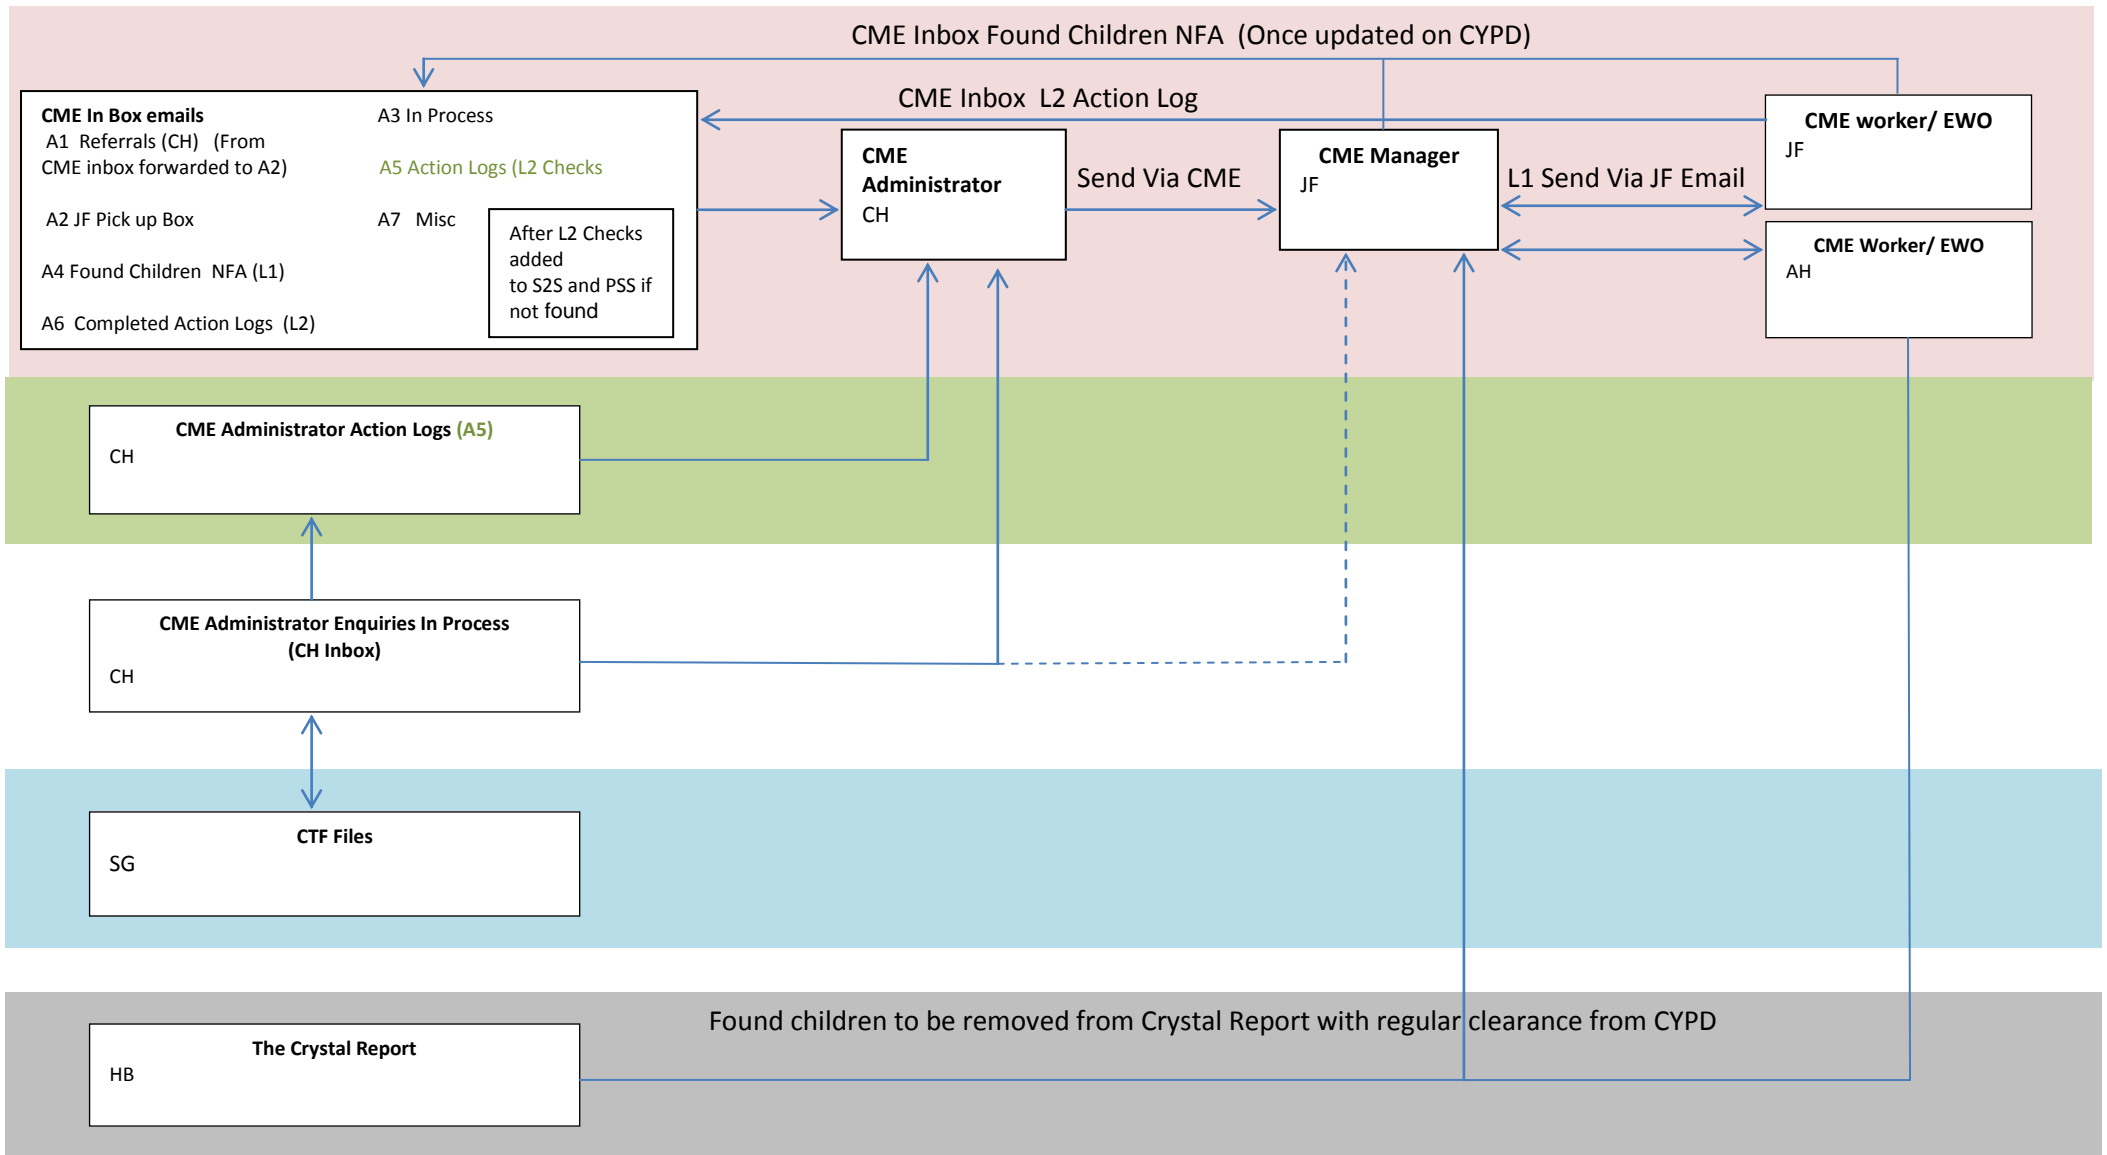 CME Inbox Found Children NFA  (Once updated on CYPD)
CME Inbox  L2 Action Log
CME In Box emails
A1  Referrals (CH)   (From
CME inbox forwarded to A2)
A2 JF Pick up Box
A4 Found Children  NFA (L1)
A6  Completed Action Logs  (L2)
A3 In Process
A5 Action Logs (L2 Checks
A7   Misc
After L2 Checks
added
to S2S and PSS if
not found
CME
Administrator
CH
Send Via CME
CME Manager
JF
L1 Send Via JF Email
CME worker/ EWO
JF
CME Worker/ EWO
AH
CME Administrator Action Logs (A5)
CH
CME Administrator Enquiries In Process
(CH Inbox)
CH
CTF Files
SG
Found children to be removed from Crystal Report with regular clearance from CYPD
The Crystal Report
HB